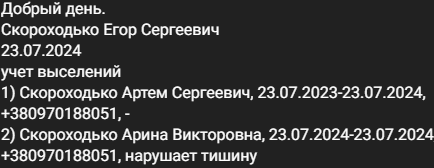 Добрый день.
Скороходько Егор Сергеевич
23.07.2024
учет выселений
1) Скороходько Артем Сергеевич, 23.07.2023-23.07.2024,
+380970188051, -
2) Скороходько Арина Викторовна, 23.07.2024-23.07.2024
+380970188051, нарушает тишину